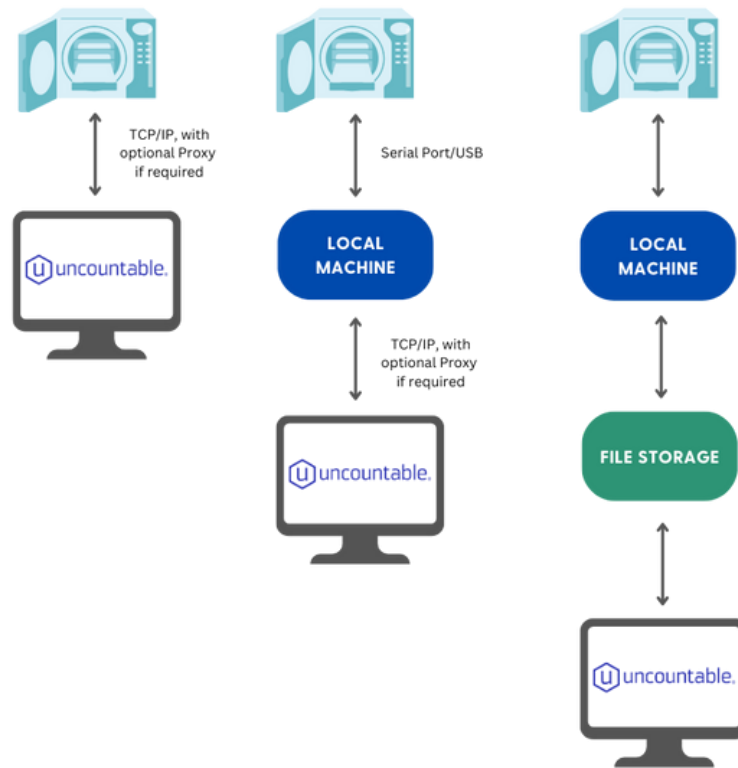 TCP/IP, with
optional Proxy
if required
uncountable.
Serial Port/USB
LOCAL
MACHINE
TCP/IP, with
optional Proxy
if required
uncountable.
LOCAL
MACHINE
FILE STORAGE
uncountable.